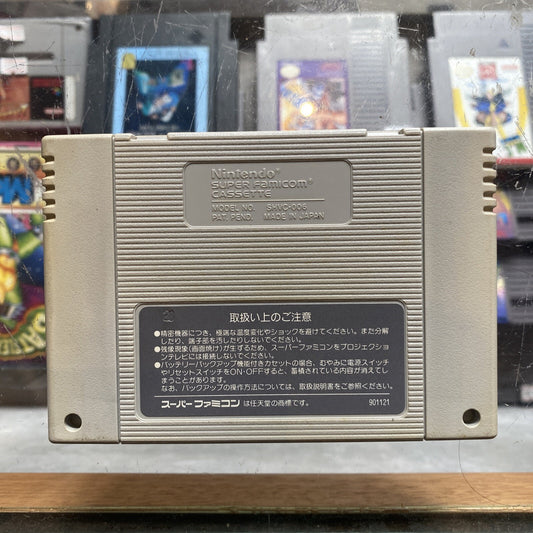 Nintendo®
SUPER Famicom®
CASSETTE
MODEL NO. SHVC-006
PAT. PEND. MADE IN JAPAN
取扱い上のご注意
●精密機器につき、極端な温度変化やショックを避けてください。また分解
したり、端子部を汚したりしないでください。
●残像現象(画面焼け)が生ずるため、スーパーファミコンをプロジェクション
テレビには接続しないでください。
●バッテリーバックアップ機能付きカセットの場合、むやみに電源スイッチ
やリセットスイッチをON・OFFすると、蓄積されている内容が消えてし
まうことがあります。
なお、バックアップの操作方法については、取扱説明書をご参照ください。
スーパーファミコン は任天堂の商標です。 901121